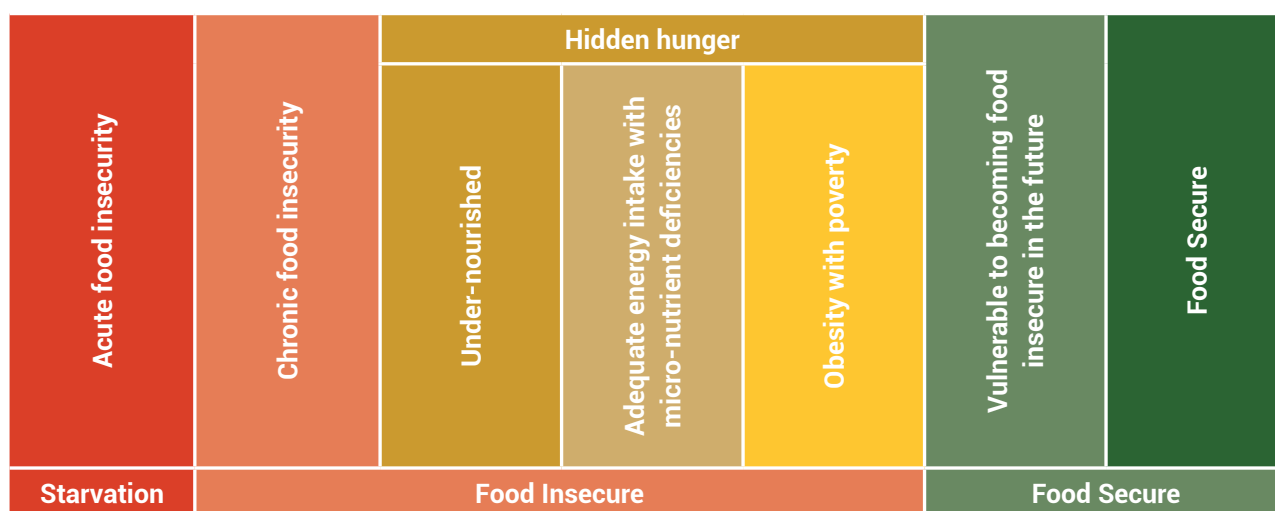 Hidden hunger
Acute food insecurity
Chronic food insecurity
Under-nourished
Adequate energy intake with
micro-nutrient deficiencies
Obesity with poverty
Vulnerable to becoming food
insecure in the future
Food Secure
Starvation
Food Insecure
Food Secure